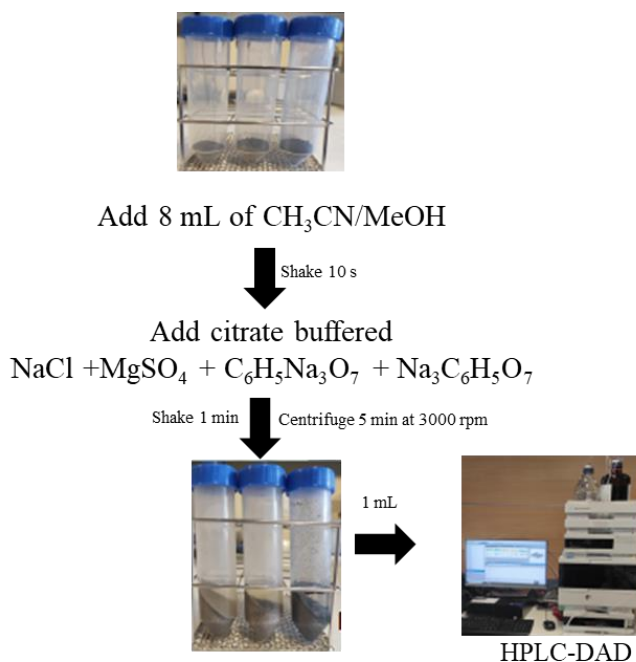 Add 8 mL of CH₃CN/MeOH
Shake 10 s
Add citrate buffered
NaCl +MgSO₄ + C₆H₅Na₃O₇ + Na₃C₆H₅O₇
Shake 1 min
Centrifuge 5 min at 3000 rpm
1 mL
HPLC-DAD